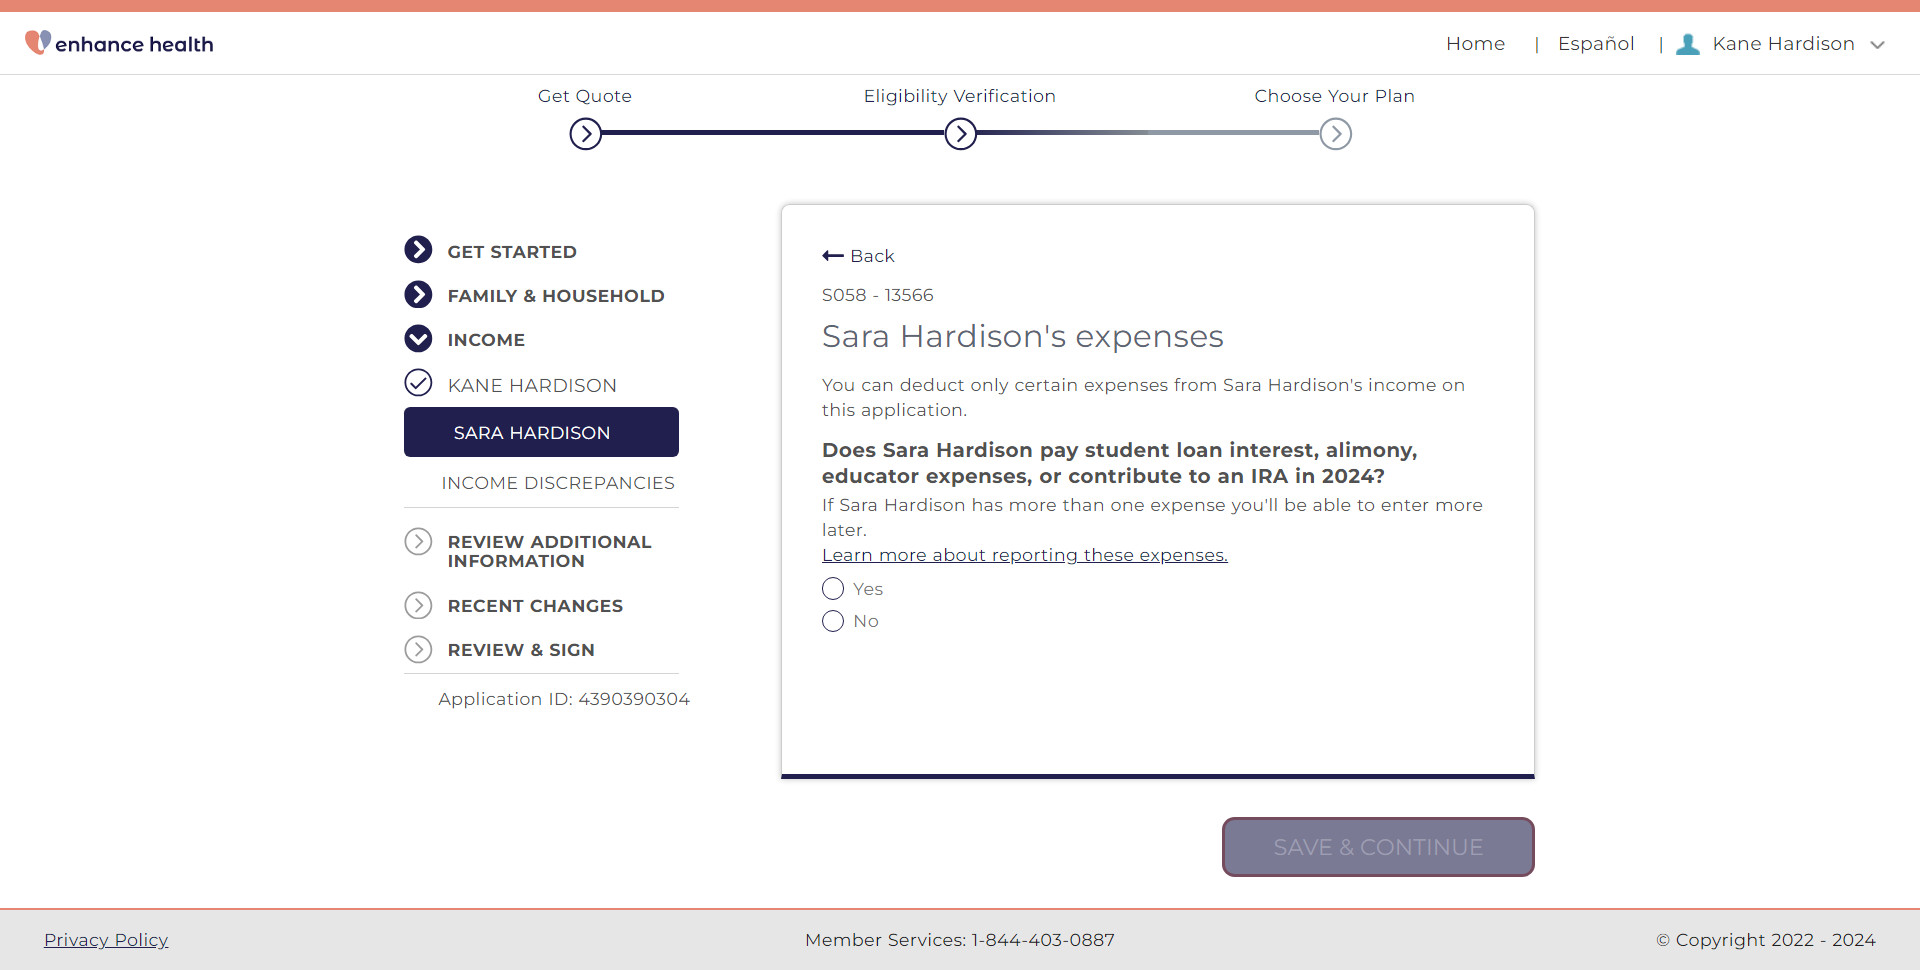 enhance health
Home | Español | Kane Hardison
Get Quote
Eligibility Verification
Choose Your Plan
GET STARTED
FAMILY & HOUSEHOLD
INCOME
KANE HARDISON
SARA HARDISON
INCOME DISCREPANCIES
REVIEW ADDITIONAL
INFORMATION
RECENT CHANGES
REVIEW & SIGN
Application ID: 4390390304
Back
S058 - 13566
Sara Hardison's expenses
You can deduct only certain expenses from Sara Hardison's income on
this application.
Does Sara Hardison pay student loan interest, alimony,
educator expenses, or contribute to an IRA in 2024?
If Sara Hardison has more than one expense you'll be able to enter more
later.
Learn more about reporting these expenses.
Yes
No
SAVE & CONTINUE
Privacy Policy
Member Services: 1-844-403-0887
© Copyright 2022 - 2024